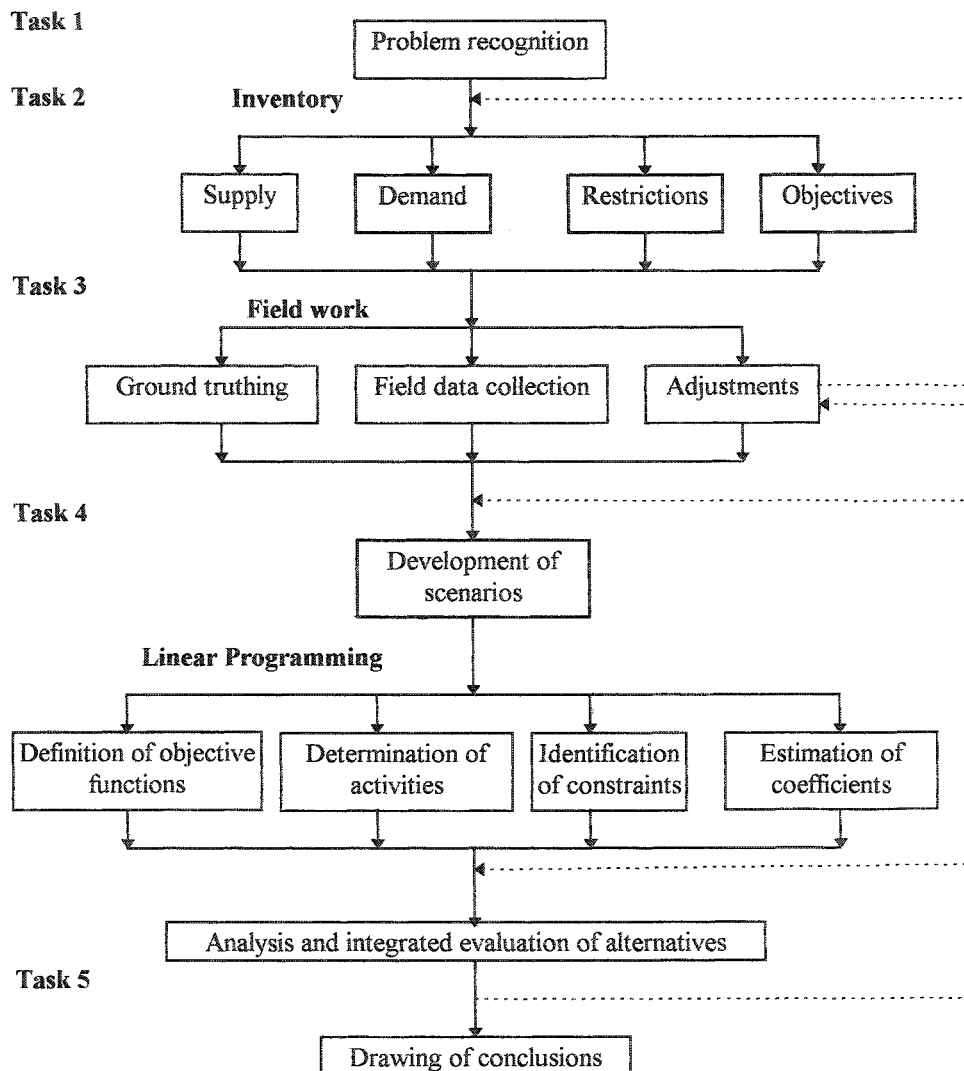 Task 1
Problem recognition
Task 2
Inventory
Supply
Demand
Restrictions
Objectives
Task 3
Field work
Ground truthing
Field data collection
Adjustments
Task 4
Development of
scenarios
Linear Programming
Definition of objective
functions
Determination of
activities
Identification
of constraints
Estimation of
coefficients
Analysis and integrated evaluation of alternatives
Task 5
Drawing of conclusions